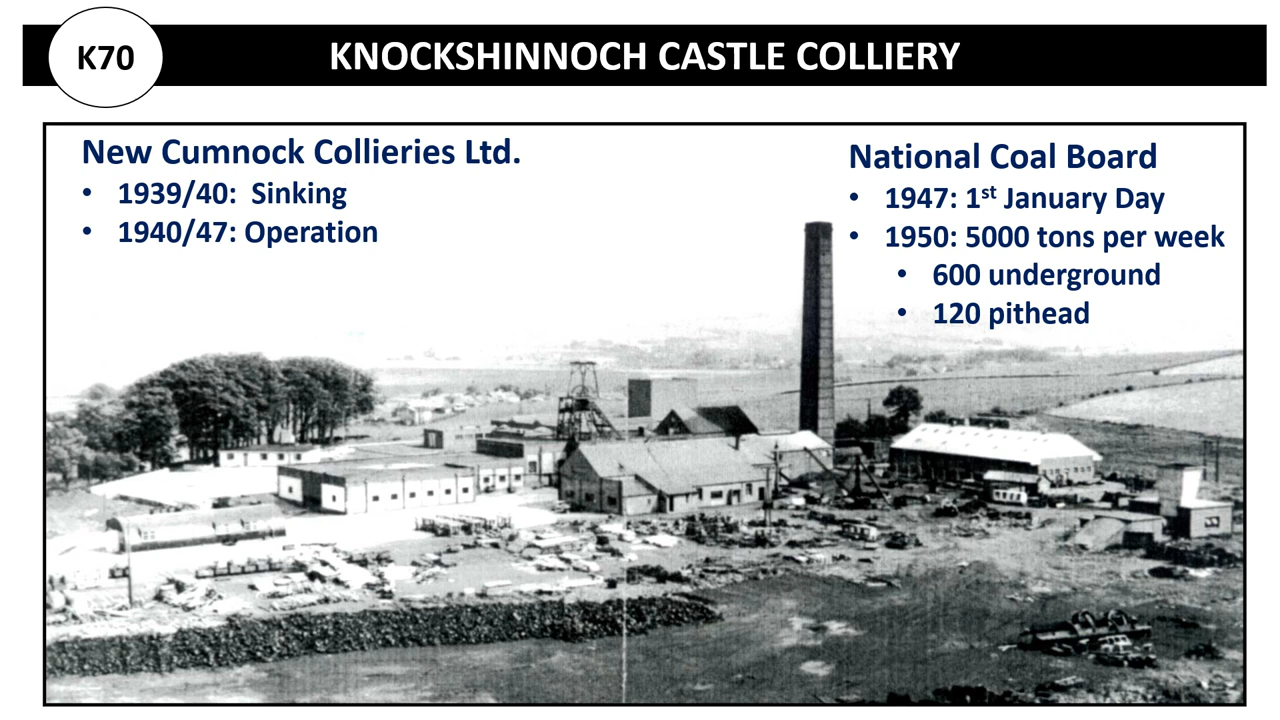 K70
KNOCKSHINNOCH CASTLE COLLIERY
New Cumnock Collieries Ltd.
• 1939/40: Sinking
• 1940/47: Operation
National Coal Board
• 1947: 1st January Day
• 1950: 5000 tons per week
• 600 underground
• 120 pithead